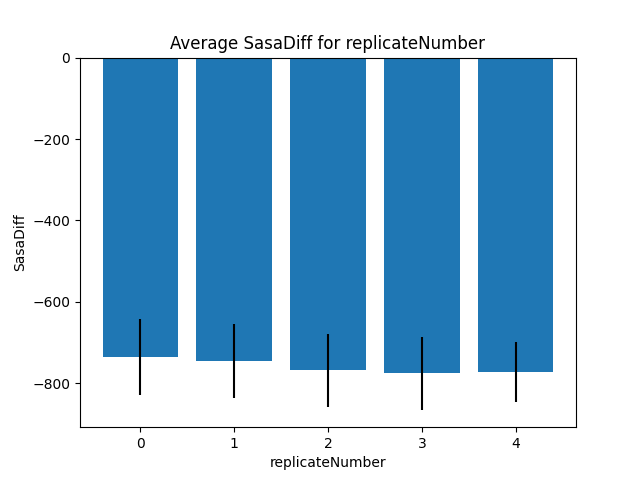 Average SasaDiff for replicateNumber
0
−200
−400
−600
−800
SasaDiff
0 1 2 3 4
replicateNumber